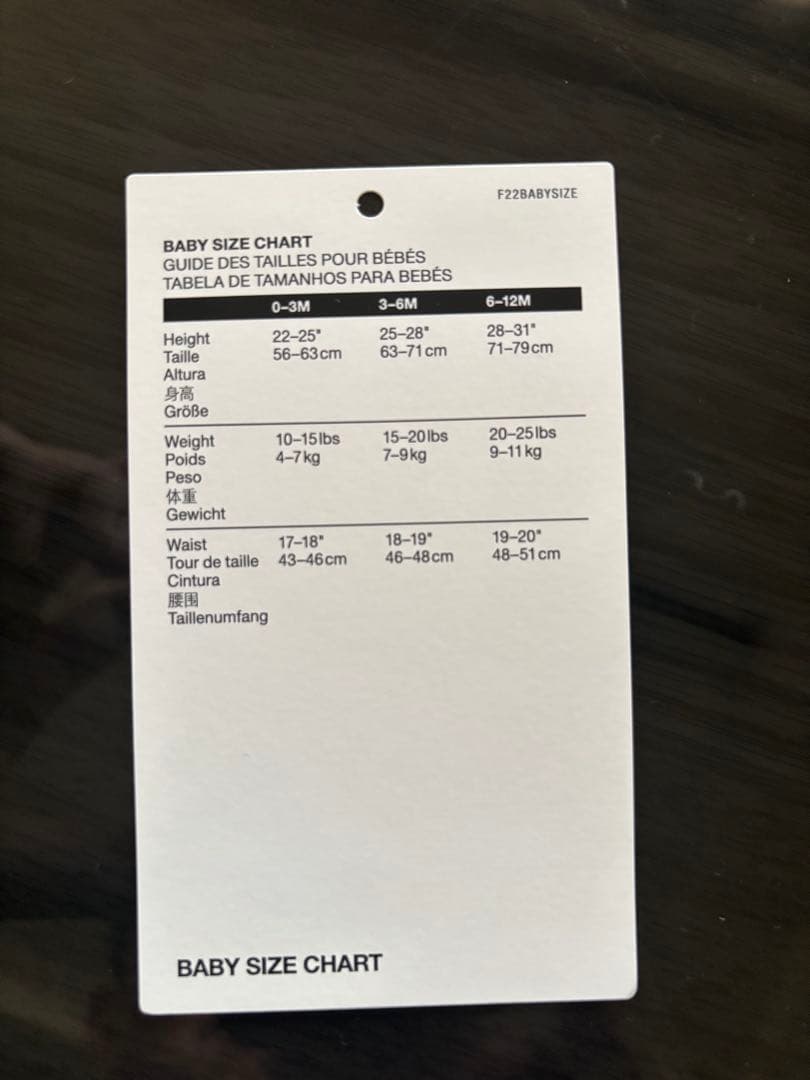 F22BABYSIZE
BABY SIZE CHART
GUIDE DES TAILLES POUR BÉBÉS
TABELA DE TAMANHOS PARA BEBÉS
0–3M 3–6M 6–12M
Height 22–25" 25–28" 28–31"
Taille 56–63cm 63–71cm 71–79cm
Altura
身高
Größe
Weight 10–15lbs 15–20lbs 20–25lbs
Poids 4–7kg 7–9kg 9–11kg
Peso
体重
Gewicht
Waist 17–18" 18–19" 19–20"
Tour de taille 43–46cm 46–48cm 48–51cm
Cintura
腰围
Taillenumfang
BABY SIZE CHART